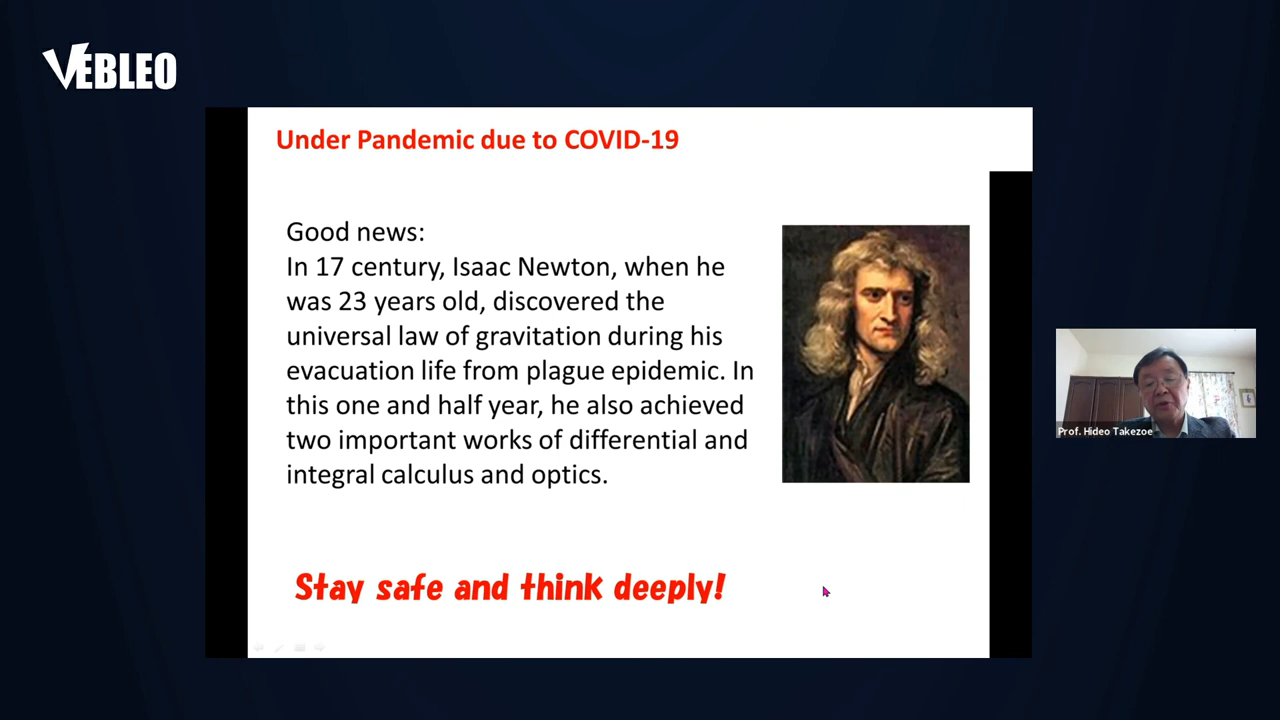 VEBLEO
Under Pandemic due to COVID-19
Good news:
In 17 century, Isaac Newton, when he
was 23 years old, discovered the
universal law of gravitation during his
evacuation life from plague epidemic. In
this one and half year, he also achieved
two important works of differential and
integral calculus and optics.
Stay safe and think deeply!
Prof. Hideo Takezoe